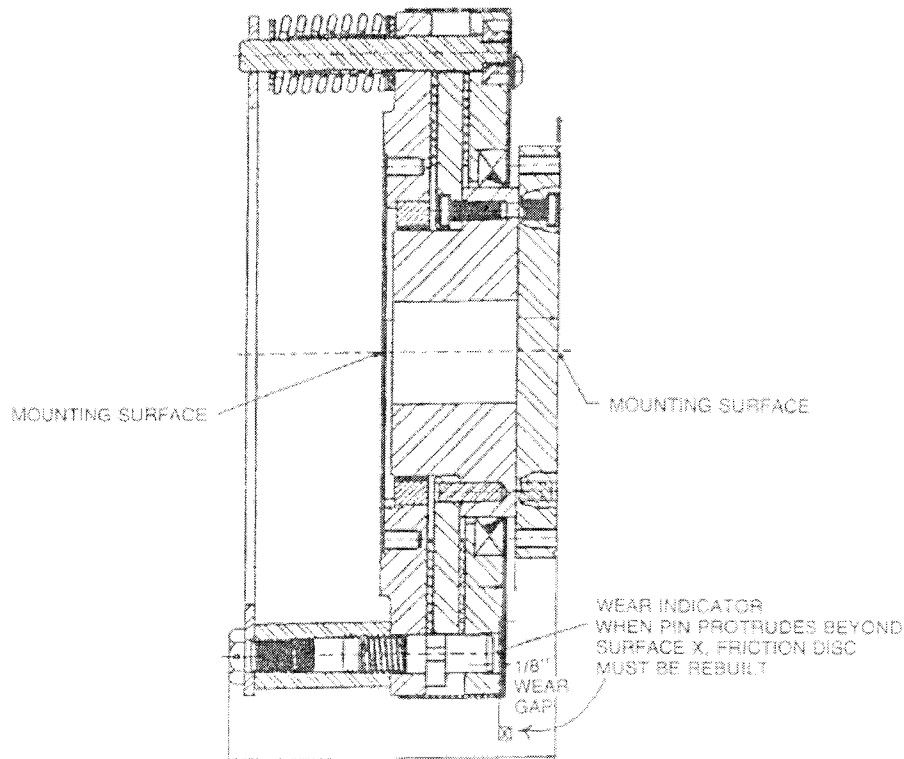 MOUNTING SURFACE
MOUNTING SURFACE
WEAR INDICATOR
WHEN PIN PROTRUDES BEYOND
SURFACE X, FRICTION DISC
MUST BE REBUILT
1/8"
WEAR
GAP
X